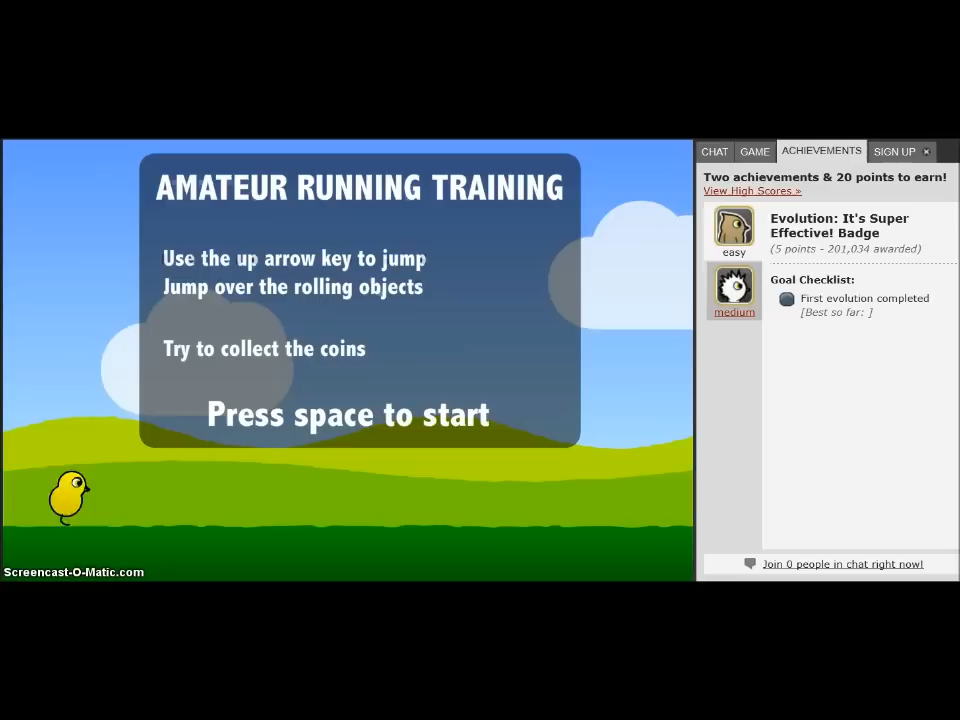 AMATEUR RUNNING TRAINING
Use the up arrow key to jump
Jump over the rolling objects
Try to collect the coins
Press space to start
Screencast-O-Matic.com
CHAT GAME ACHIEVEMENTS SIGN UP ×
Two achievements & 20 points to earn!
View High Scores »
easy
medium
Evolution: It's Super
Effective! Badge
(5 points - 201,034 awarded)
Goal Checklist:
First evolution completed
[Best so far: ]
Join 0 people in chat right now!